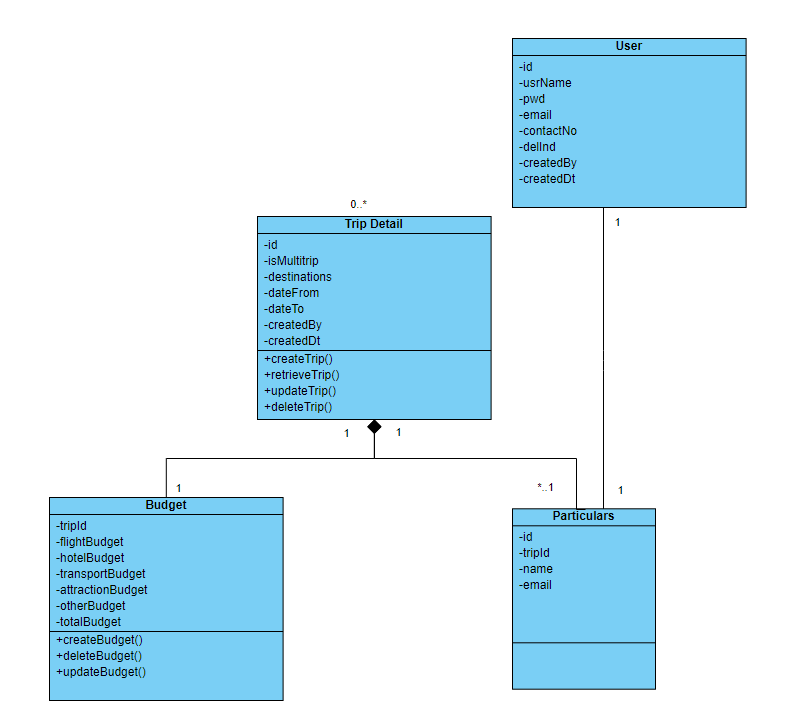 User
-id
-usrName
-pwd
-email
-contactNo
-delInd
-createdBy
-createdDt
1
0..*
Trip Detail
-id
-isMultitrip
-destinations
-dateFrom
-dateTo
-createdBy
-createdDt
+createTrip()
+retrieveTrip()
+updateTrip()
+deleteTrip()
1
1
1
*..1
1
Budget
-tripId
-flightBudget
-hotelBudget
-transportBudget
-attractionBudget
-otherBudget
-totalBudget
+createBudget()
+deleteBudget()
+updateBudget()
Particulars
-id
-tripId
-name
-email